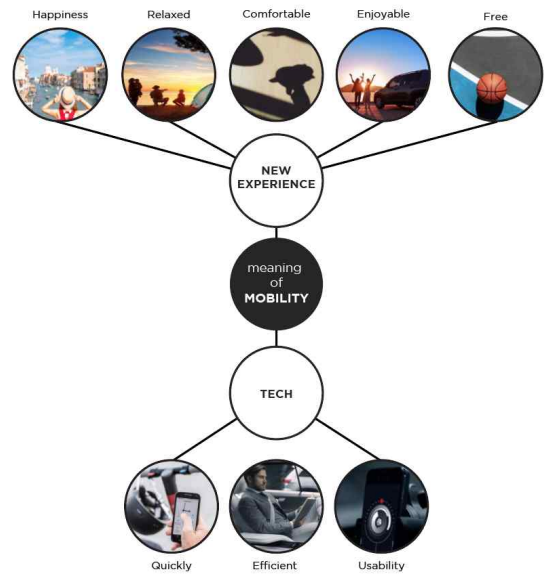 Happiness
Relaxed
Comfortable
Enjoyable
Free
NEW
EXPERIENCE
meaning
of
MOBILITY
TECH
Quickly
Efficient
Usability